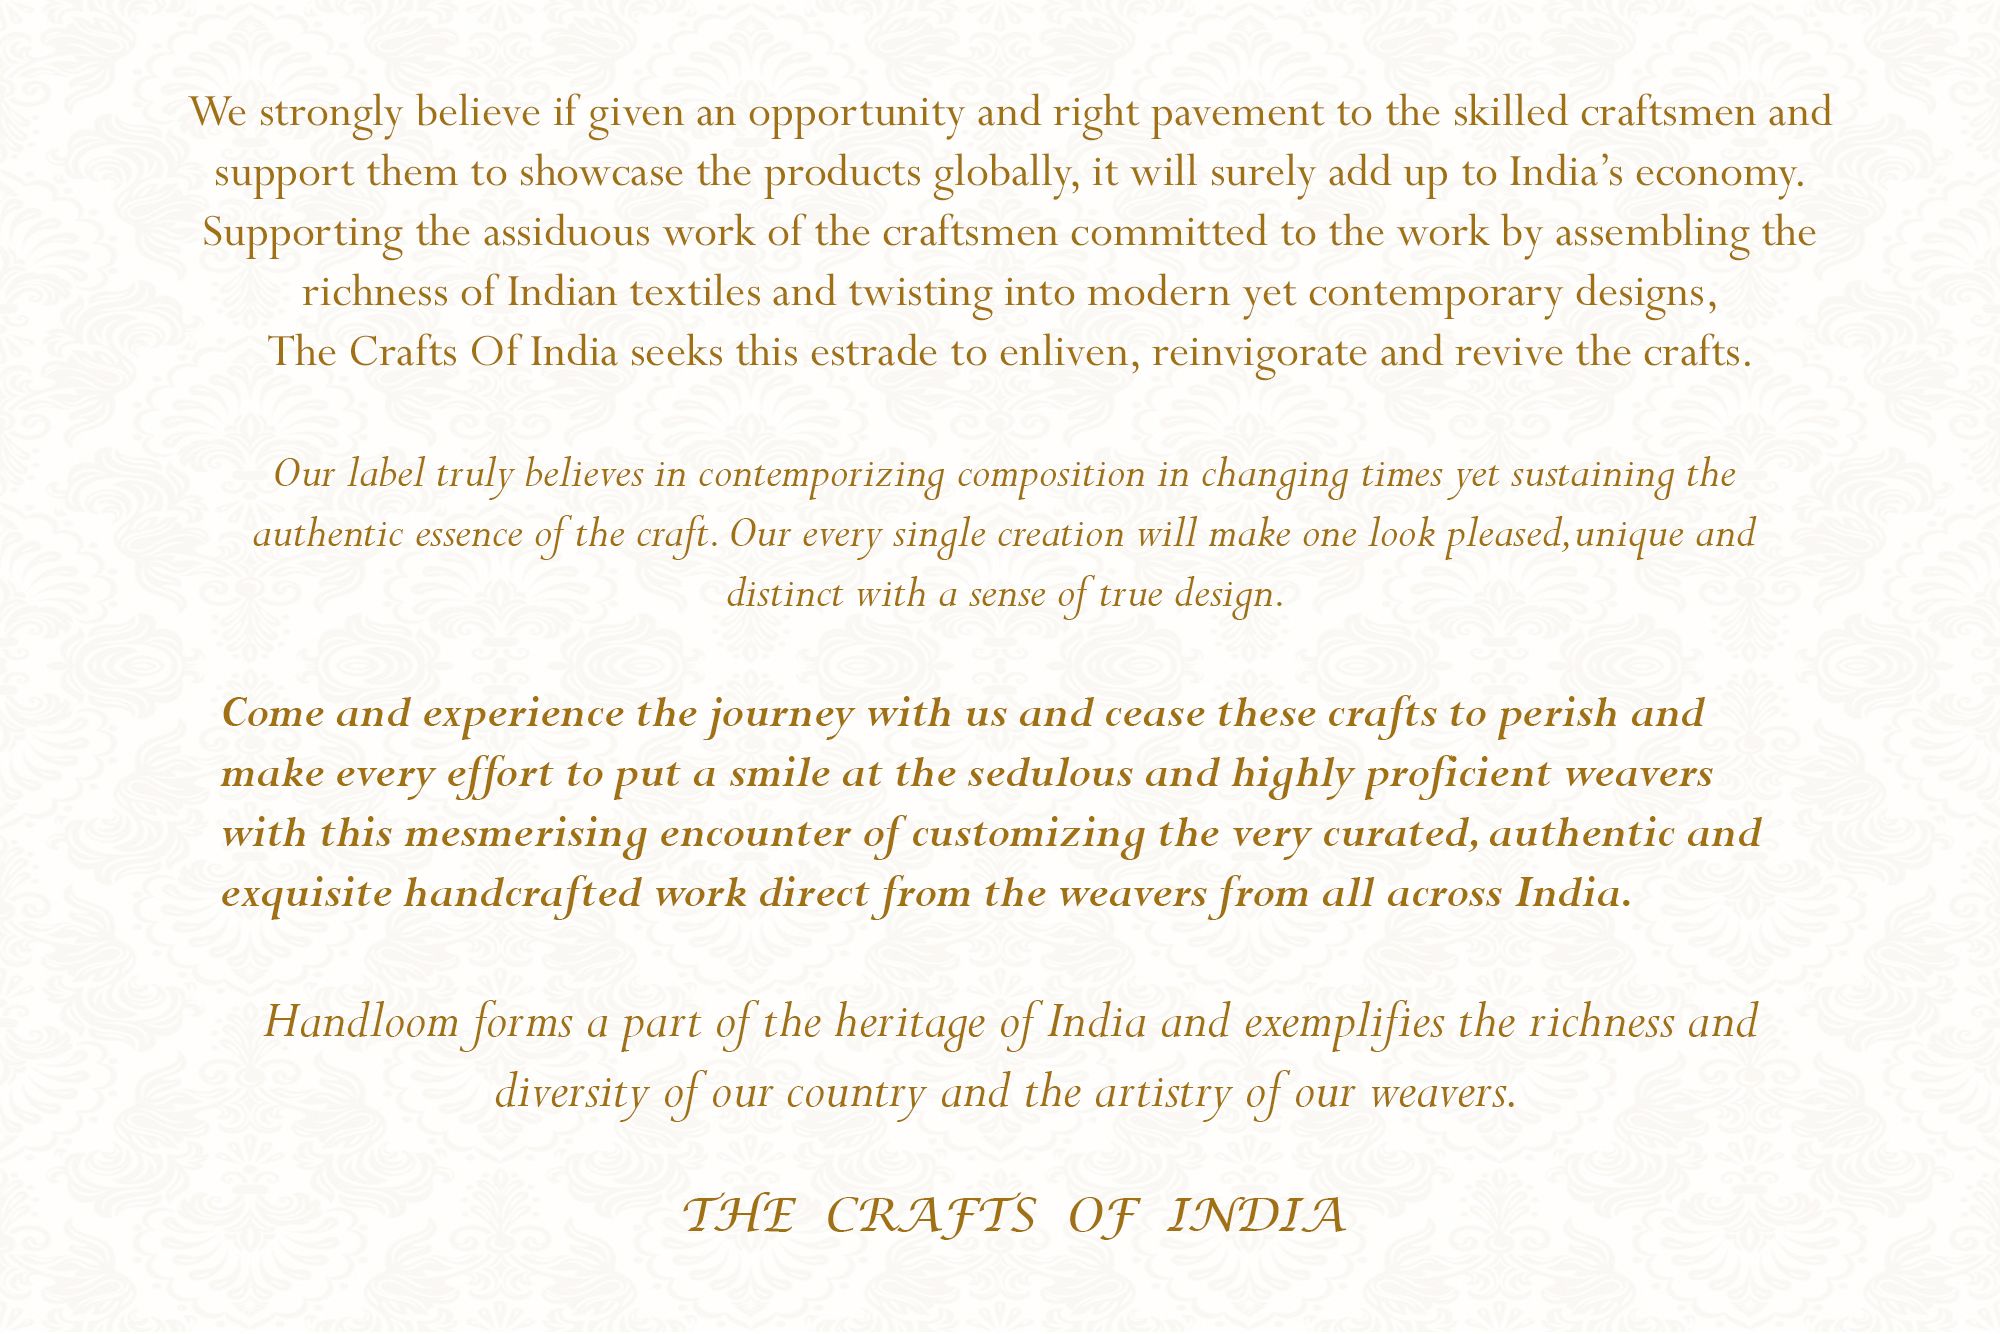 We strongly believe if given an opportunity and right pavement to the skilled craftsmen and
support them to showcase the products globally, it will surely add up to India’s economy.
Supporting the assiduous work of the craftsmen committed to the work by assembling the
richness of Indian textiles and twisting into modern yet contemporary designs,
The Crafts Of India seeks this estrade to enliven, reinvigorate and revive the crafts.
Our label truly believes in contemporizing composition in changing times yet sustaining the
authentic essence of the craft. Our every single creation will make one look pleased,unique and
distinct with a sense of true design.
Come and experience the journey with us and cease these crafts to perish and
make every effort to put a smile at the sedulous and highly proficient weavers
with this mesmerising encounter of customizing the very curated, authentic and
exquisite handcrafted work direct from the weavers from all across India.
Handloom forms a part of the heritage of India and exemplifies the richness and
diversity of our country and the artistry of our weavers.
THE CRAFTS OF INDIA